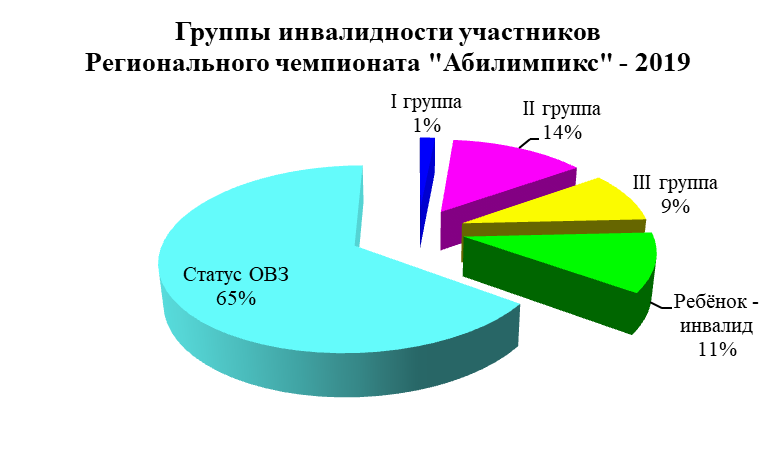 Группы инвалидности участников
Регионального чемпионата "Абилимпикс" - 2019
I группа
1%
II группа
14%
III группа
9%
Ребёнок -
инвалид
11%
Статус ОВЗ
65%